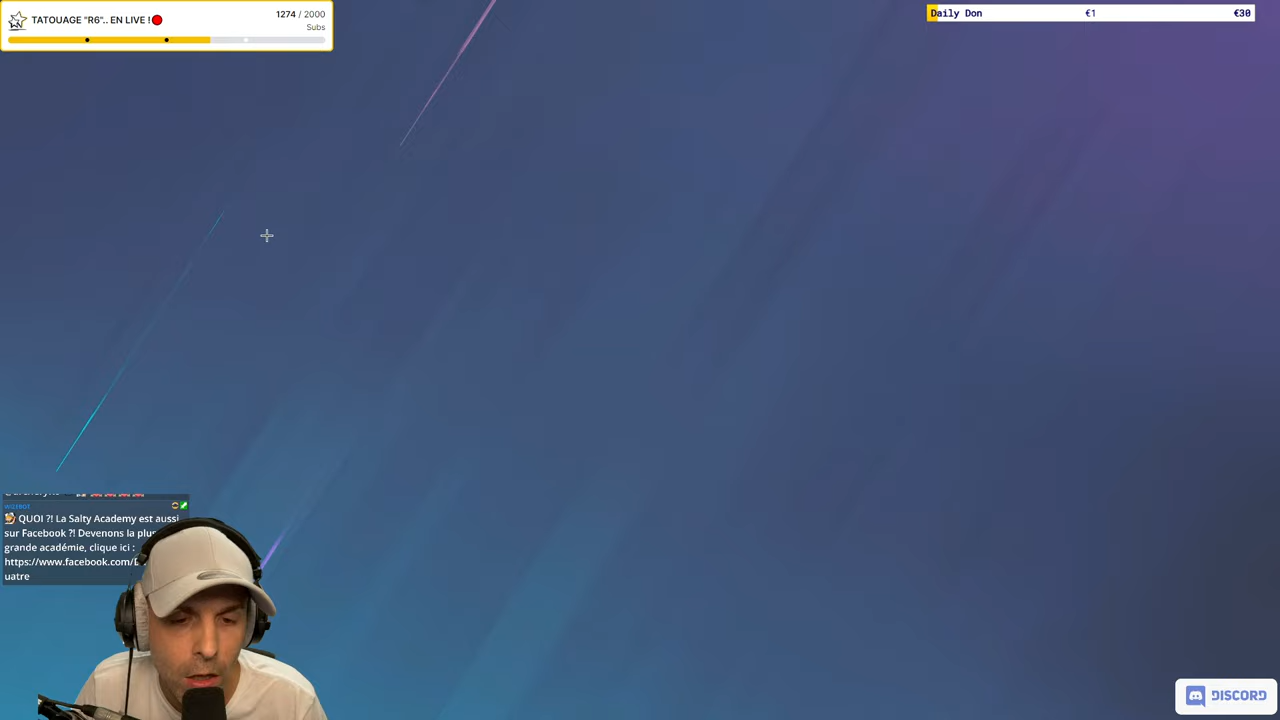 TATOUAGE "R6".. EN LIVE !
1274 / 2000
Subs
Daily Don €1 €30
QUOI ?! La Salty Academy est aussi
sur Facebook ?! Devenons la plus
grande académie, clique ici :
https://www.facebook.com/
uatre
DISCORD